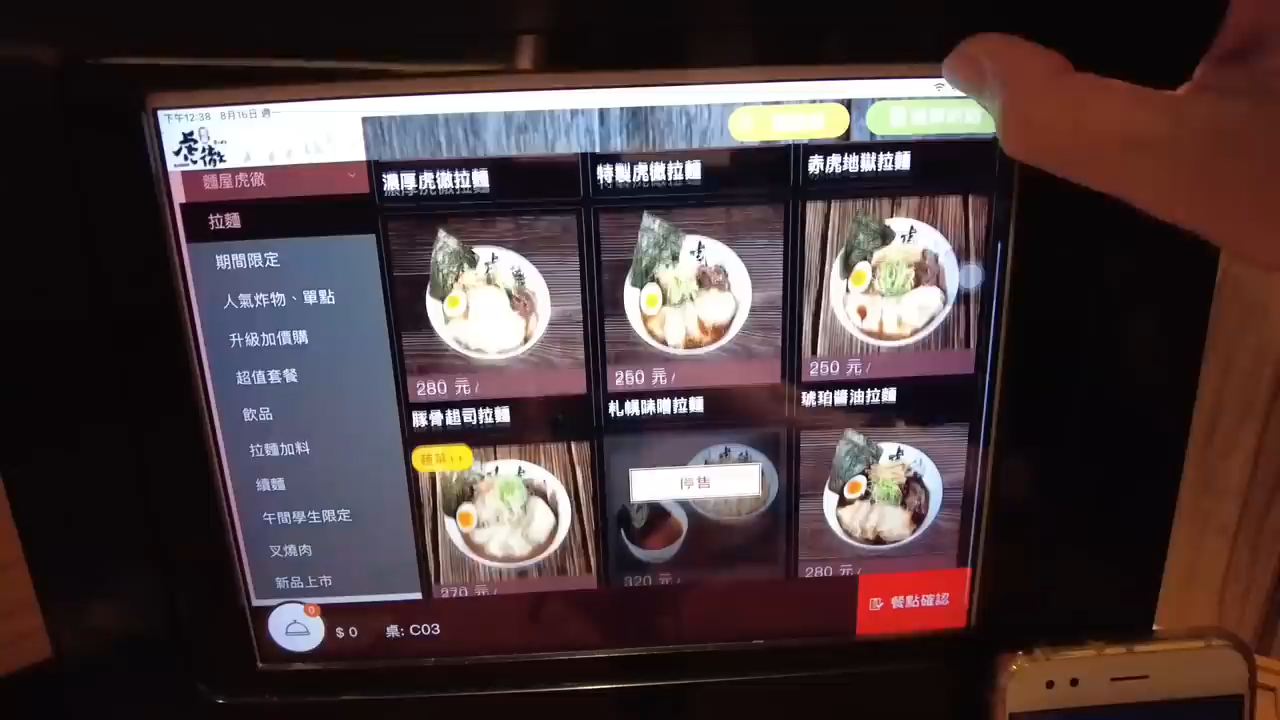 下午12:38 8月16日 週一
虎徹
麵屋虎徹
拉麵
期間限定
人氣炸物、單點
升級加價購
超值套餐
飲品
拉麵加料
續麵
午間學生限定
叉燒肉
新品上市
濃厚虎徹拉麵
特製虎徹拉麵
赤虎地獄拉麵
280 元 /
250 元 /
250 元 /
豚骨起司拉麵
札幌味噌拉麵
琥珀醬油拉麵
停售
270 元 /
320 元 /
280 元 /
0
$ 0
桌: C03
餐點確認